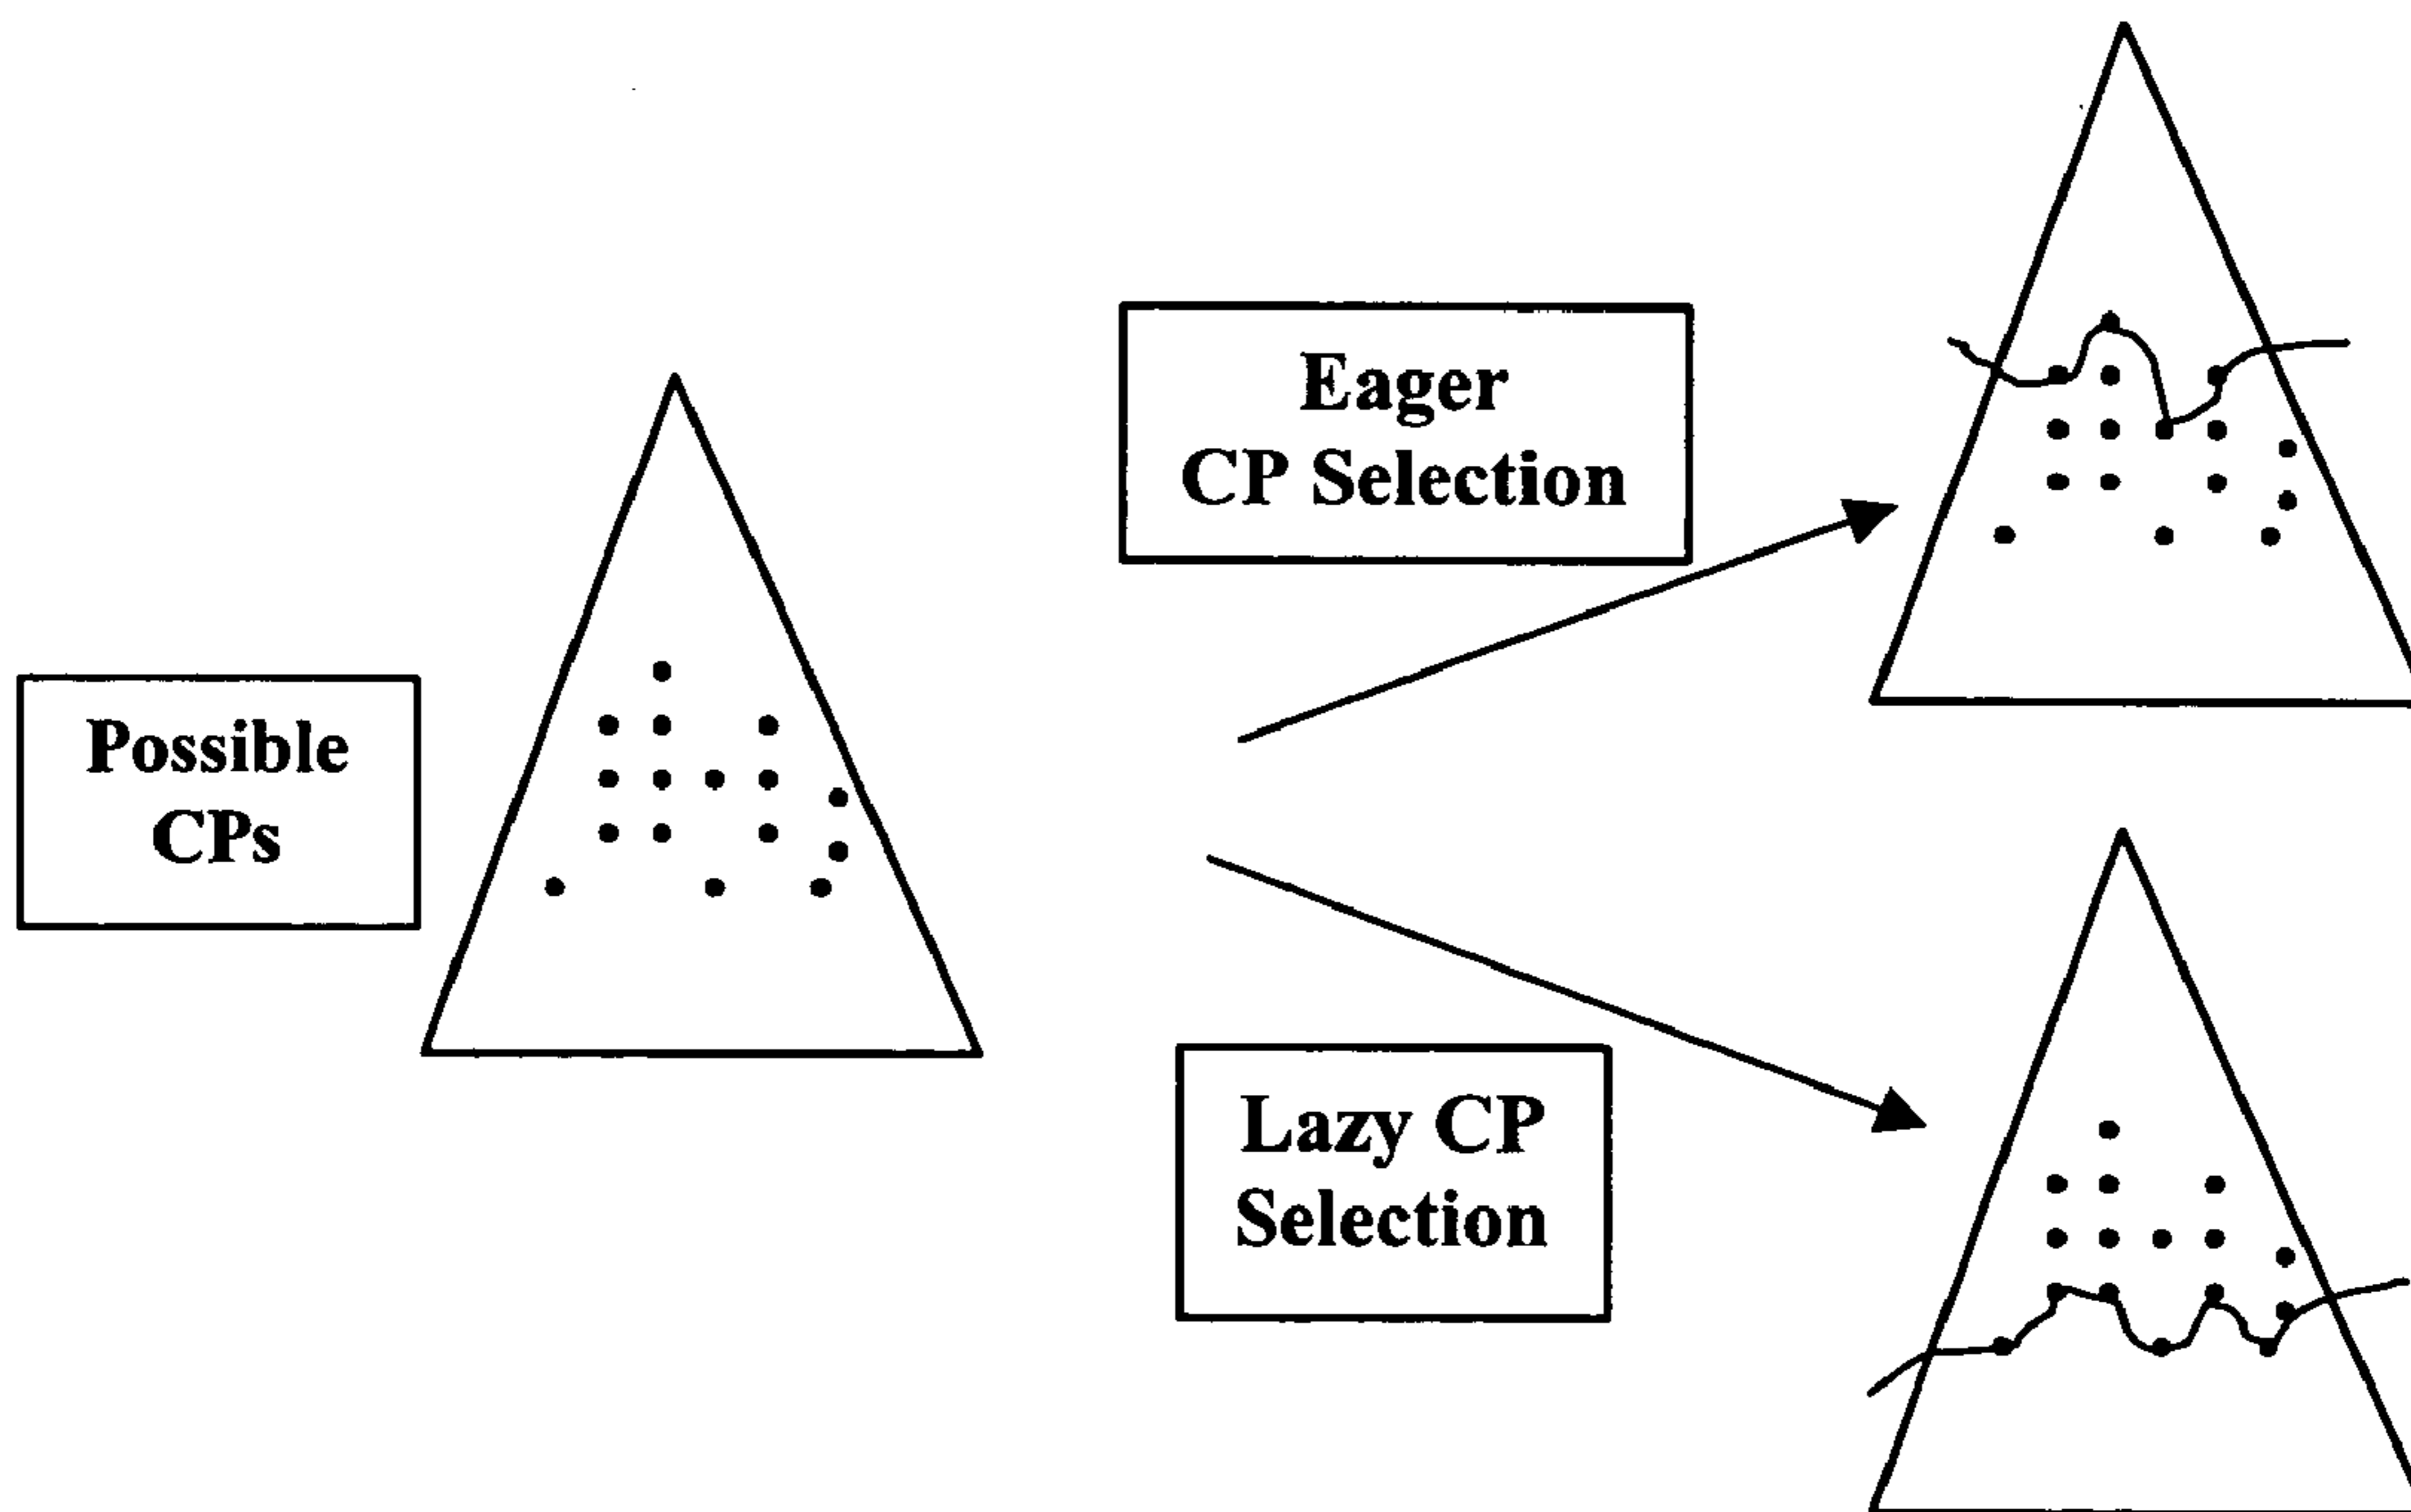 Possible
CPs
Eager
CP Selection
Lazy CP
Selection